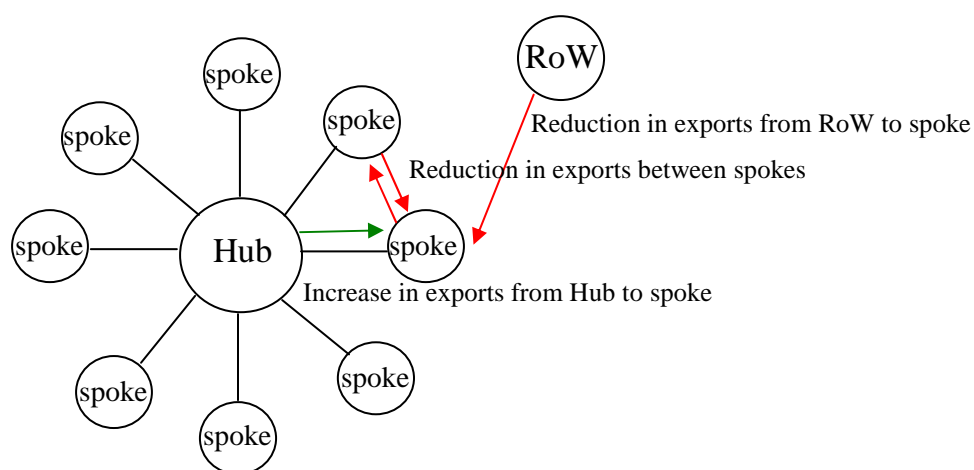 RoW
spoke
spoke
spoke
Reduction in exports from RoW to spoke
Reduction in exports between spokes
spoke
Hub
spoke
Increase in exports from Hub to spoke
spoke
spoke
spoke